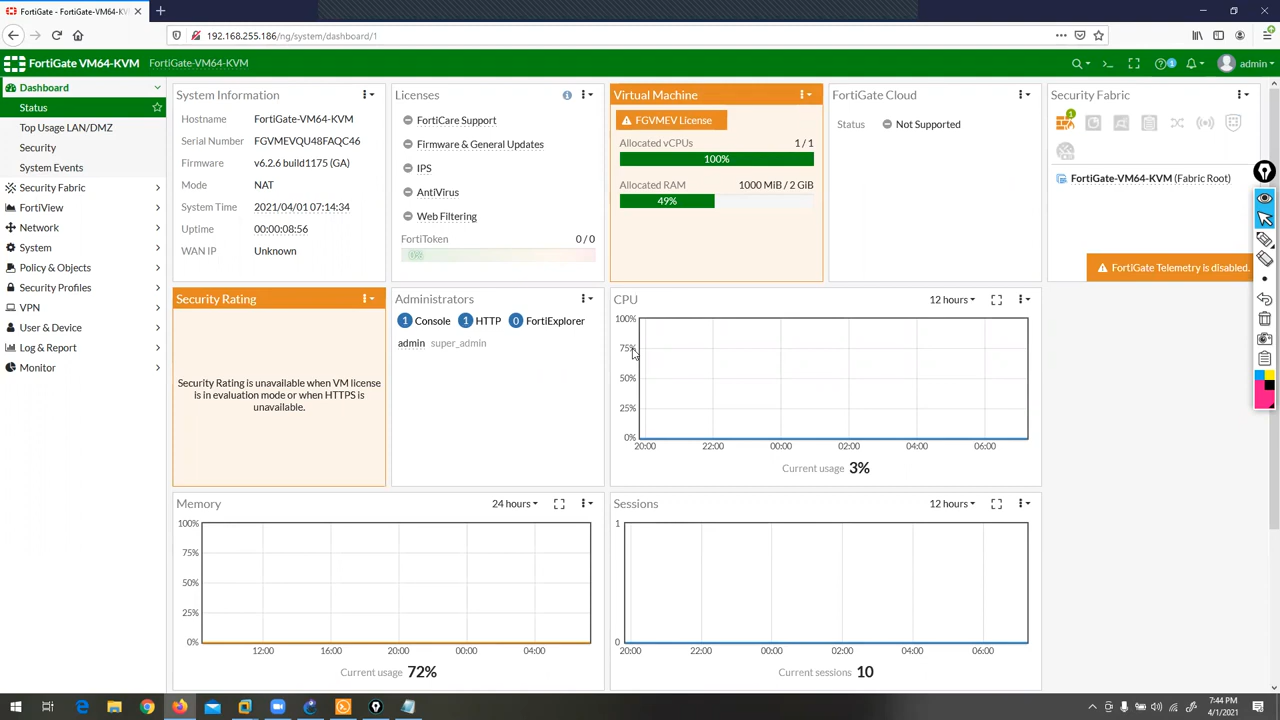 FortiGate - FortiGate-VM64-KV
192.168.255.186/ng/system/dashboard/1
FortiGate VM64-KVM
FortiGate-VM64-KVM
1
admin
Dashboard
Status
Top Usage LAN/DMZ
Security
System Events
Security Fabric
FortiView
Network
System
Policy & Objects
Security Profiles
VPN
User & Device
Log & Report
Monitor
System Information
Hostname FortiGate-VM64-KVM
Serial Number FGVMEVQU48FAQC46
Firmware v6.2.6 build1175 (GA)
Mode NAT
System Time 2021/04/01 07:14:34
Uptime 00:00:08:56
WAN IP Unknown
Licenses
FortiCare Support
Firmware & General Updates
IPS
AntiVirus
Web Filtering
FortiToken 0 / 0
0%
Virtual Machine
FGVMEV License
Allocated vCPUs 1 / 1
100%
Allocated RAM 1000 MiB / 2 GiB
49%
FortiGate Cloud
Status Not Supported
Security Fabric
1
FortiGate-VM64-KVM (Fabric Root)
FortiGate Telemetry is disabled.
Security Rating
Security Rating is unavailable when VM license
is in evaluation mode or when HTTPS is
unavailable.
Administrators
1 Console 1 HTTP 0 FortiExplorer
admin super_admin
CPU 12 hours
100%
75%
50%
25%
0%
20:00 22:00 00:00 02:00 04:00 06:00
Current usage 3%
Memory 24 hours
100%
75%
50%
25%
0%
12:00 16:00 20:00 00:00 04:00
Current usage 72%
Sessions 12 hours
1
0
20:00 22:00 00:00 02:00 04:00 06:00
Current sessions 10
7:44 PM
4/1/2021